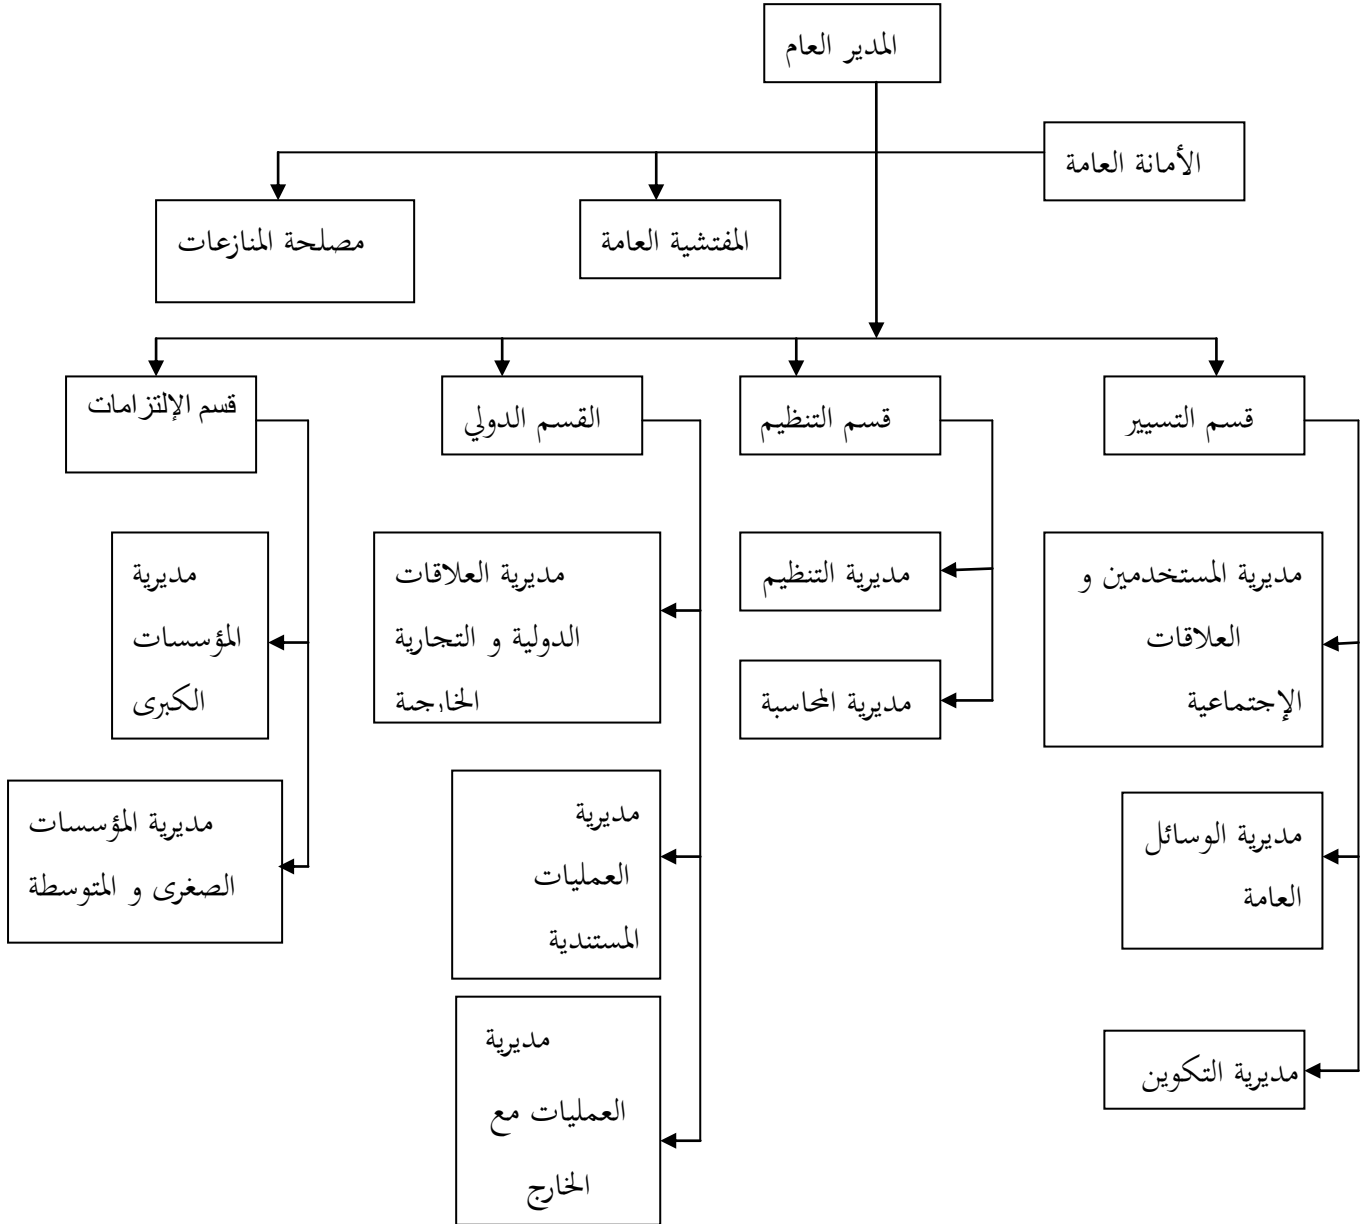 المدير العام
الأمانة العامة
المفتشية العامة
مصلحة المنازعات
قسم التسيير
قسم التنظيم
القسم الدولي
قسم الإلتزامات
مديرية المستخدمين و
العلاقات
الإجتماعية
مديرية الوسائل
العامة
مديرية التكوين
مديرية التنظيم
مديرية المحاسبة
مديرية العلاقات
الدولية و التجارية
الخارجية
مديرية
العمليات
المستندية
مديرية
العمليات مع
الخارج
مديرية
المؤسسات
الكبرى
مديرية المؤسسات
الصغرى و المتوسطة